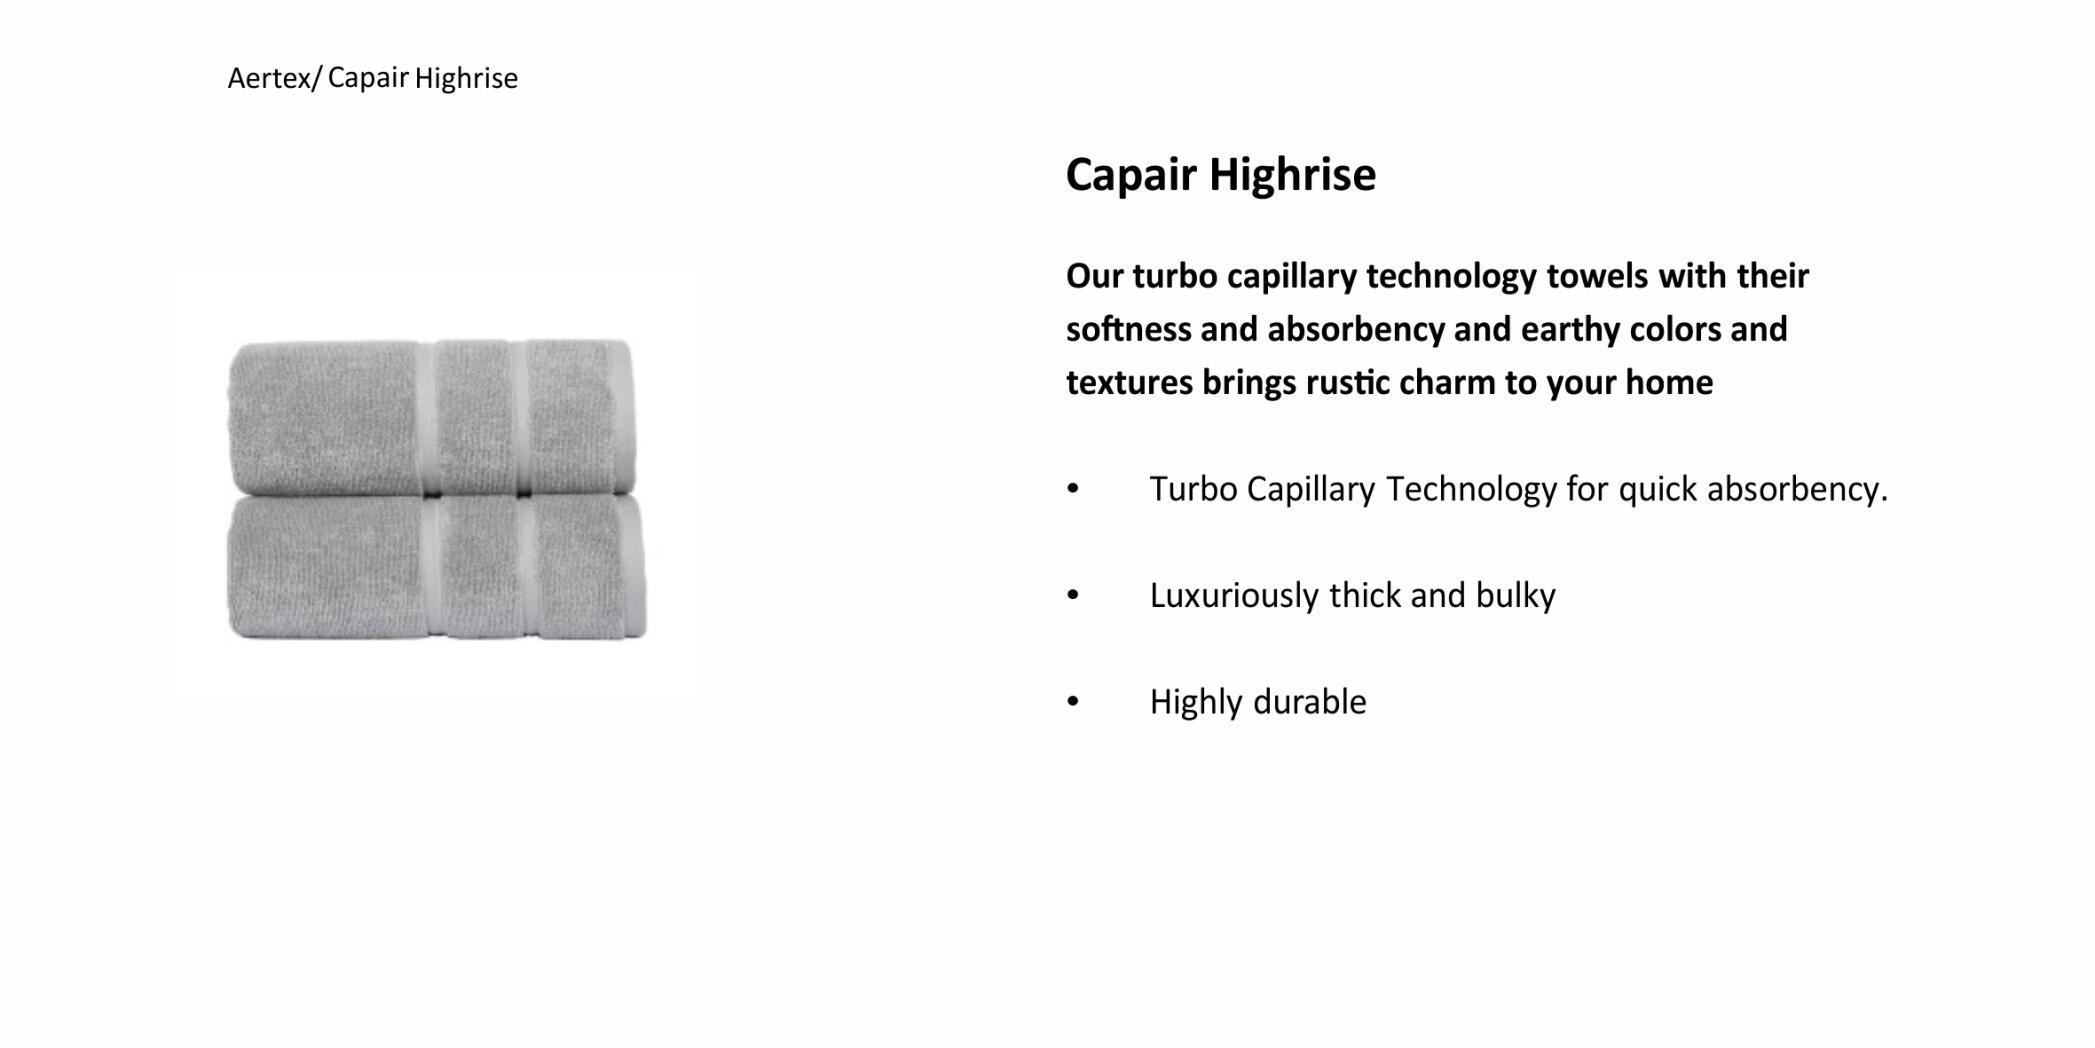 Aertex/ Capair Highrise
Capair Highrise
Our turbo capillary technology towels with their
softness and absorbency and earthy colors and
textures brings rustic charm to your home
• Turbo Capillary Technology for quick absorbency.
• Luxuriously thick and bulky
• Highly durable